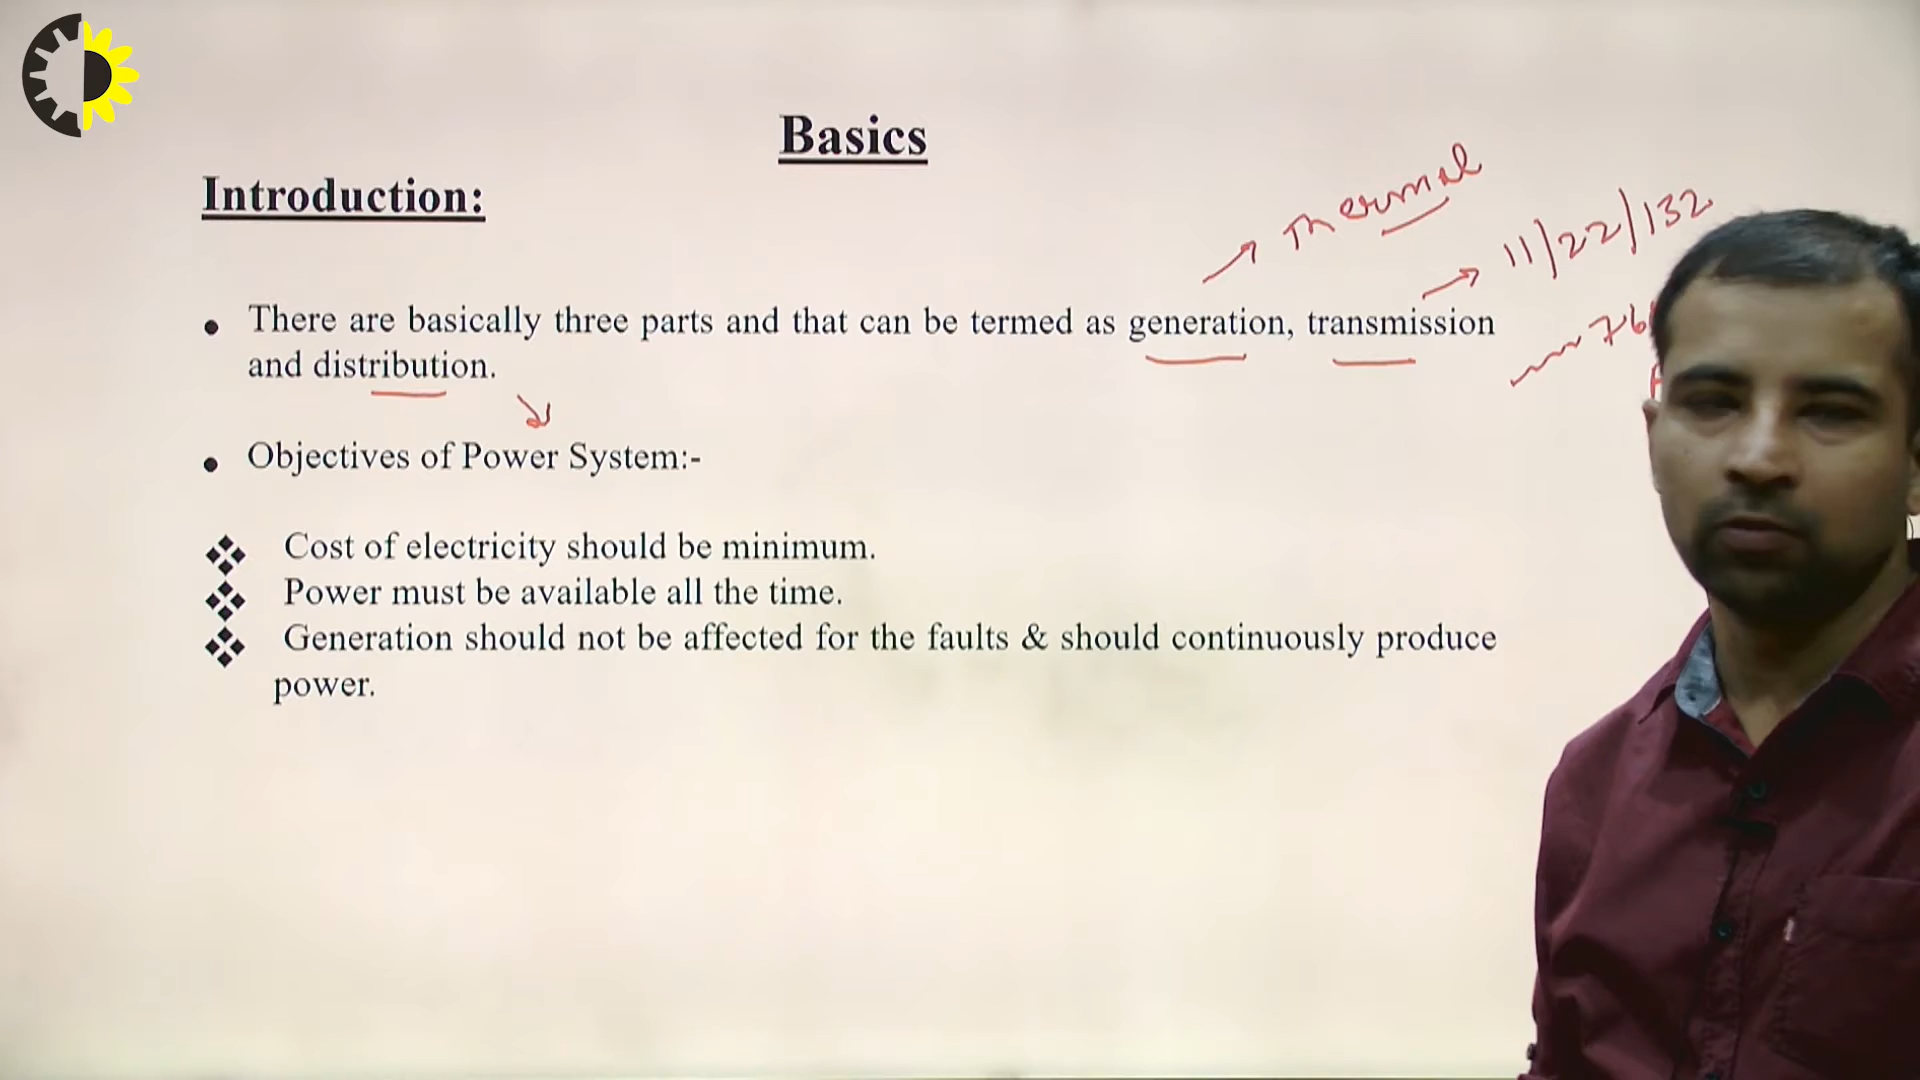 Basics
Introduction:
Thermal
11/22/132
There are basically three parts and that can be termed as generation, transmission
and distribution.
Objectives of Power System:-
Cost of electricity should be minimum.
Power must be available all the time.
Generation should not be affected for the faults & should continuously produce
power.